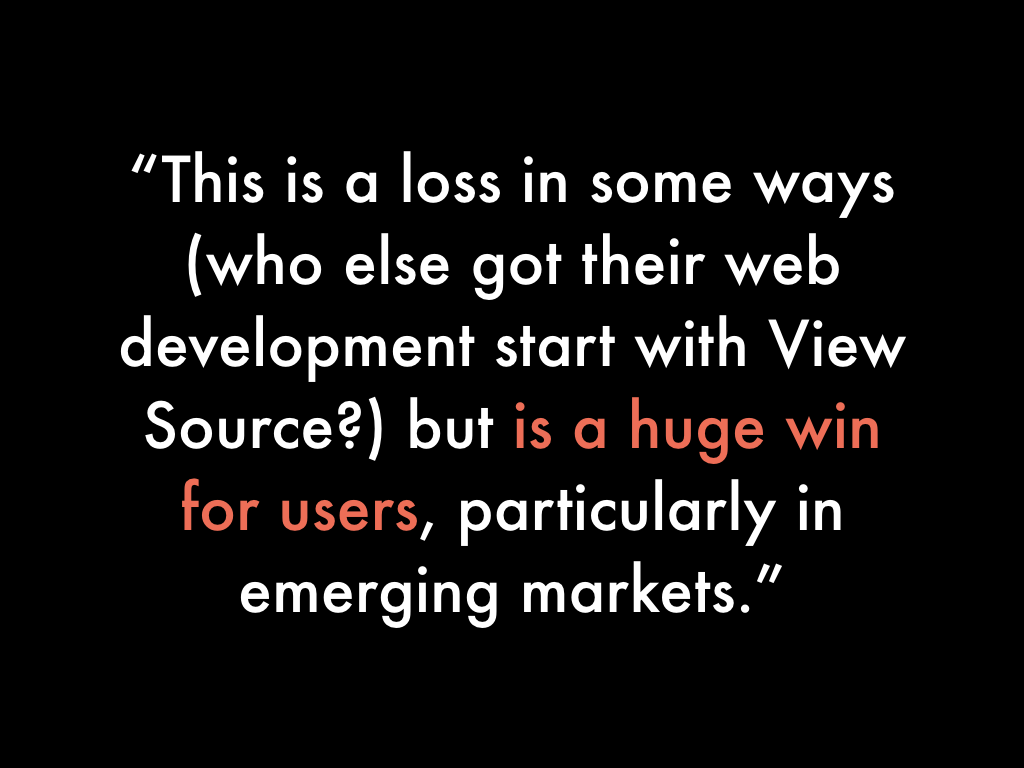 “This is a loss in some ways
(who else got their web
development start with View
Source?) but is a huge win
for users, particularly in
emerging markets.”